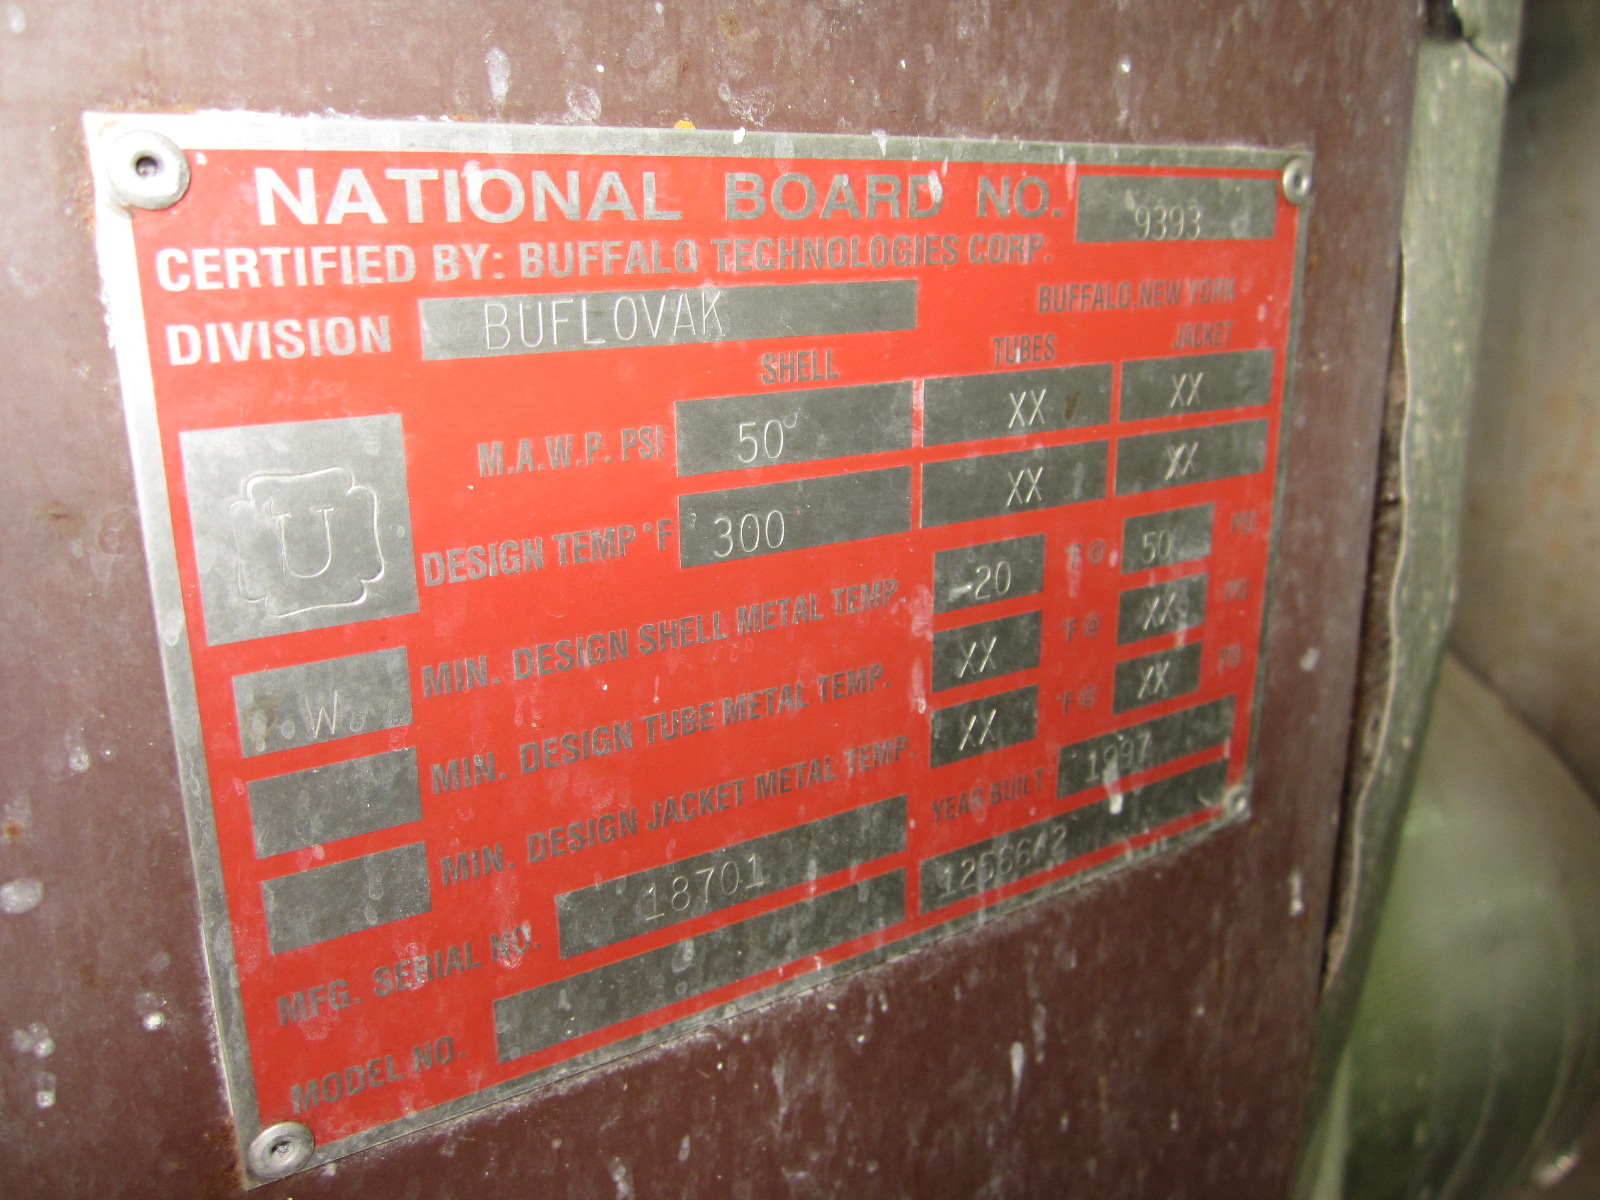 NATIONAL BOARD NO. 9393
CERTIFIED BY: BUFFALO TECHNOLOGIES CORP.
DIVISION BUFLOVAK BUFFALO, NEW YORK
SHELL TUBES JACKET
M.A.W.P. PSI 50 XX XX
U
DESIGN TEMP °F 300 XX XX
MIN. DESIGN SHELL METAL TEMP. -20 °F @ 50 PSI
W
MIN. DESIGN TUBE METAL TEMP. XX °F @ XX PSI
MIN. DESIGN JACKET METAL TEMP. XX °F @ XX PSI
MFG. SERIAL NO. 18701 YEAR BUILT 1997
MODEL NO. 1256642